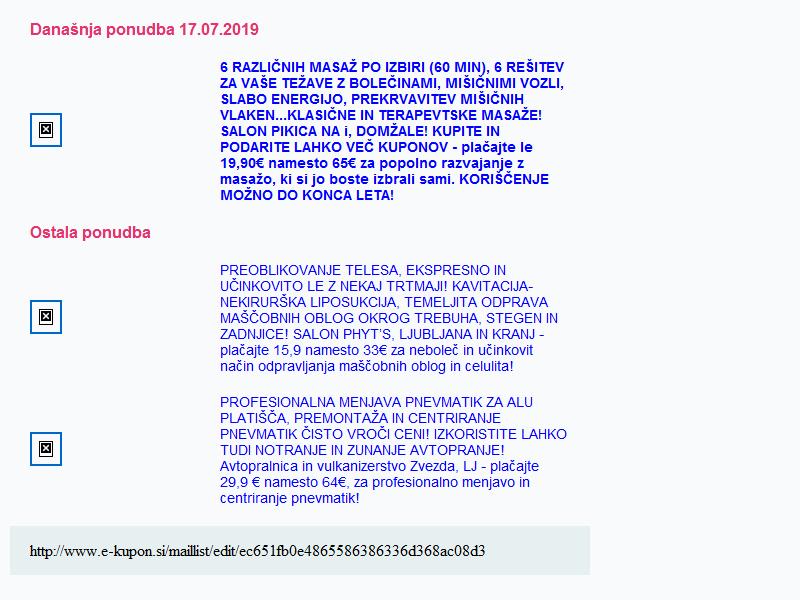 Današnja ponudba 17.07.2019
6 RAZLIČNIH MASAŽ PO IZBIRI (60 MIN), 6 REŠITEV
ZA VAŠE TEŽAVE Z BOLEČINAMI, MIŠIČNIMI VOZLI,
SLABO ENERGIJO, PREKRVAVITEV MIŠIČNIH
VLAKEN...KLASIČNE IN TERAPEVTSKE MASAŽE!
SALON PIKICA NA i, DOMŽALE! KUPITE IN
PODARITE LAHKO VEČ KUPONOV - plačajte le
19,90€ namesto 65€ za popolno razvajanje z
masažo, ki si jo boste izbrali sami. KORIŠČENJE
MOŽNO DO KONCA LETA!
Ostala ponudba
PREOBLIKOVANJE TELESA, EKSPRESNO IN
UČINKOVITO LE Z NEKAJ TRTMAJI! KAVITACIJA-
NEKIRURŠKA LIPOSUKCIJA, TEMELJITA ODPRAVA
MAŠČOBNIH OBLOG OKROG TREBUHA, STEGEN IN
ZADNJICE! SALON PHYT'S, LJUBLJANA IN KRANJ -
plačajte 15,9 namesto 33€ za neboleč in učinkovit
način odpravljanja maščobnih oblog in celulita!
PROFESIONALNA MENJAVA PNEVMATIK ZA ALU
PLATIŠČA, PREMONTAŽA IN CENTRIRANJE
PNEVMATIK ČISTO VROČI CENI! IZKORISTITE LAHKO
TUDI NOTRANJE IN ZUNANJE AVTOPRANJE!
Avtopralnica in vulkanizerstvo Zvezda, LJ - plačajte
29,9 € namesto 64€, za profesionalno menjavo in
centriranje pnevmatik!
http://www.e-kupon.si/maillist/edit/ec651fb0e4865586386336d368ac08d3